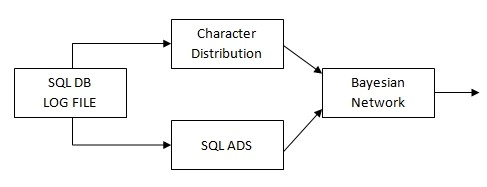 Character
Distribution
SQL DB
LOG FILE
Bayesian
Network
SQL ADS